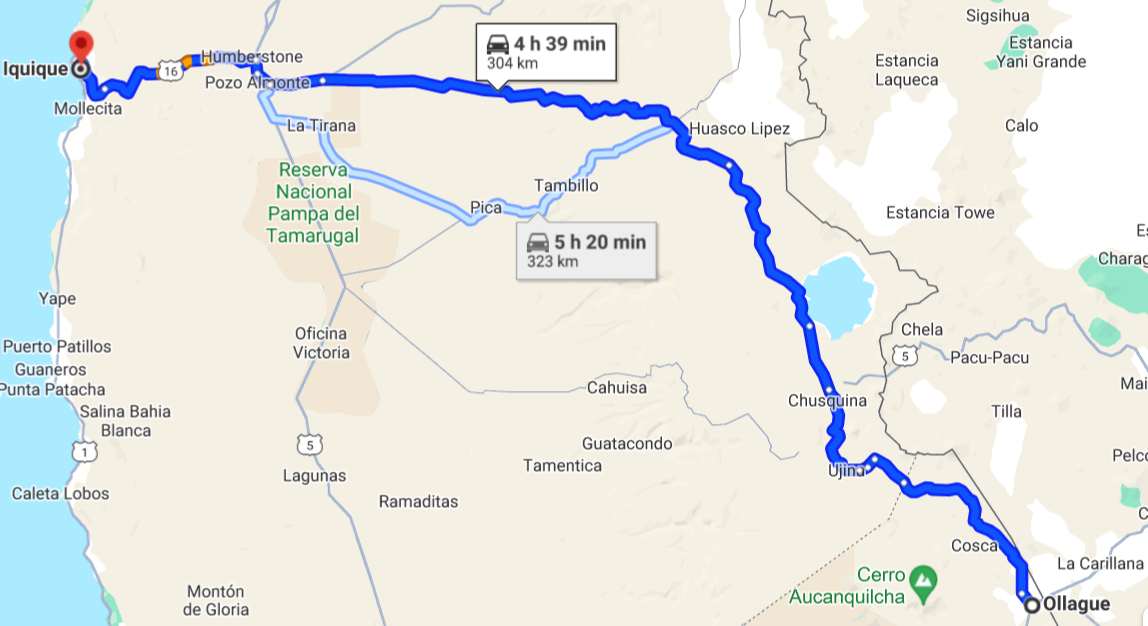 Sigsihua
4 h 39 min
304 km
Estancia
Yani Grande
Humberstone
Iquique
16
Estancia
Laqueca
Pozo Almonte
Mollecita
La Tirana
Huasco Lipez
Calo
Reserva
Nacional
Pampa del
Tamarugal
Tambillo
Pica
Estancia Towe
5 h 20 min
323 km
Charag
Yape
Oficina
Victoria
Chela
Puerto Patillos
5
Pacu-Pacu
Guaneros
Punta Patacha
Cahuisa
Mai
Chusquina
Salina Bahia
Blanca
Tilla
1
5
Guatacondo
Pelco
Tamentica
Ujina
Lagunas
Caleta Lobos
Ramaditas
C
Cosca
La Carillana
Cerro
Aucanquilcha
Montón
de Gloria
Ollague